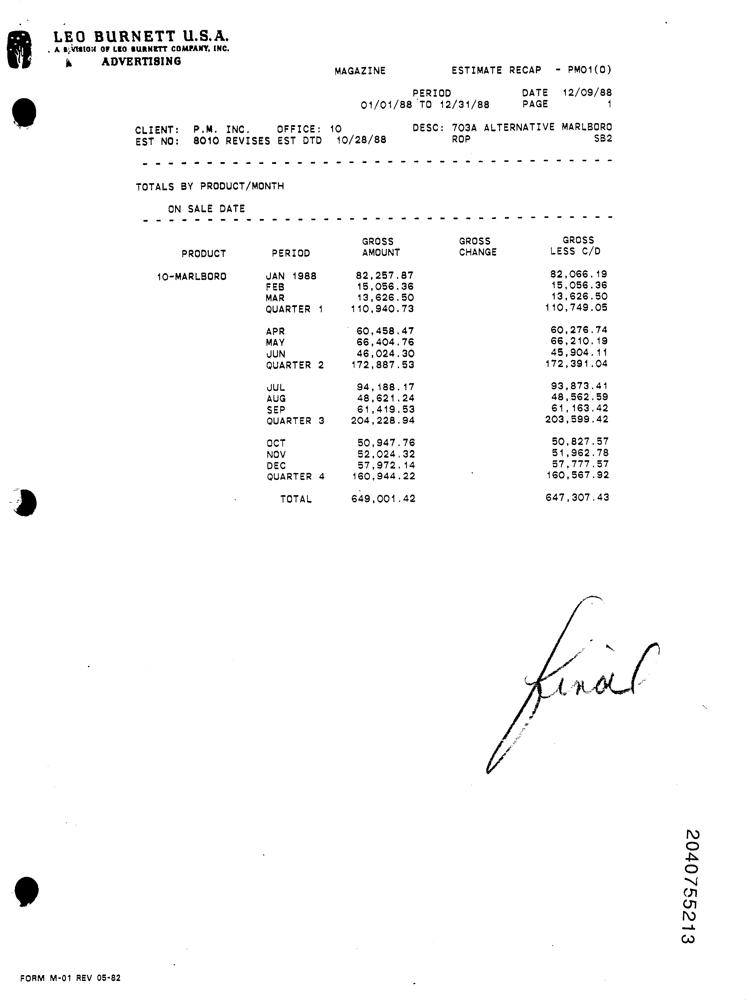 LEO BURNETT U.S.A.
A DIVISION OF LEO BURNETT COMPANY, INC.
ADVERTISING
MAGAZINE ESTIMATE RECAP - PM01(0)
PERIOD DATE 12/09/88
01/01/88 TO 12/31/88 PAGE 1
CLIENT: P.M. INC. OFFICE: 10 DESC: 703A ALTERNATIVE MARLBORO
EST NO: 8010 REVISES EST DTD 10/28/88 ROP SB2
TOTALS BY PRODUCT/MONTH
ON SALE DATE
GROSS GROSS GROSS
PRODUCT PERIOD AMOUNT CHANGE LESS C/D
10-MARLBORO JAN 1988 82,257.87 82,066.19
FEB 15,056.36 15,056.36
MAR 13,626.50 13,626.50
QUARTER 1 110,940.73 110,749.05
APR 60,458.47 60,276.74
MAY 66,404.76 66,210.19
JUN 46,024.30 45,904.11
QUARTER 2 172,887.53 172,391.04
JUL 94,188.17 93,873.41
AUG 48,621.24 48,562.59
SEP 61,419.53 61,163.42
QUARTER 3 204,228.94 203,599.42
OCT 50,947.76 50,827.57
NOV 52,024.32 51,962.78
DEC 57,972.14 57,777.57
QUARTER 4 160,944.22 160,567.92
TOTAL 649,001.42 647,307.43
final
2040755213
FORM M-01 REV 05-82